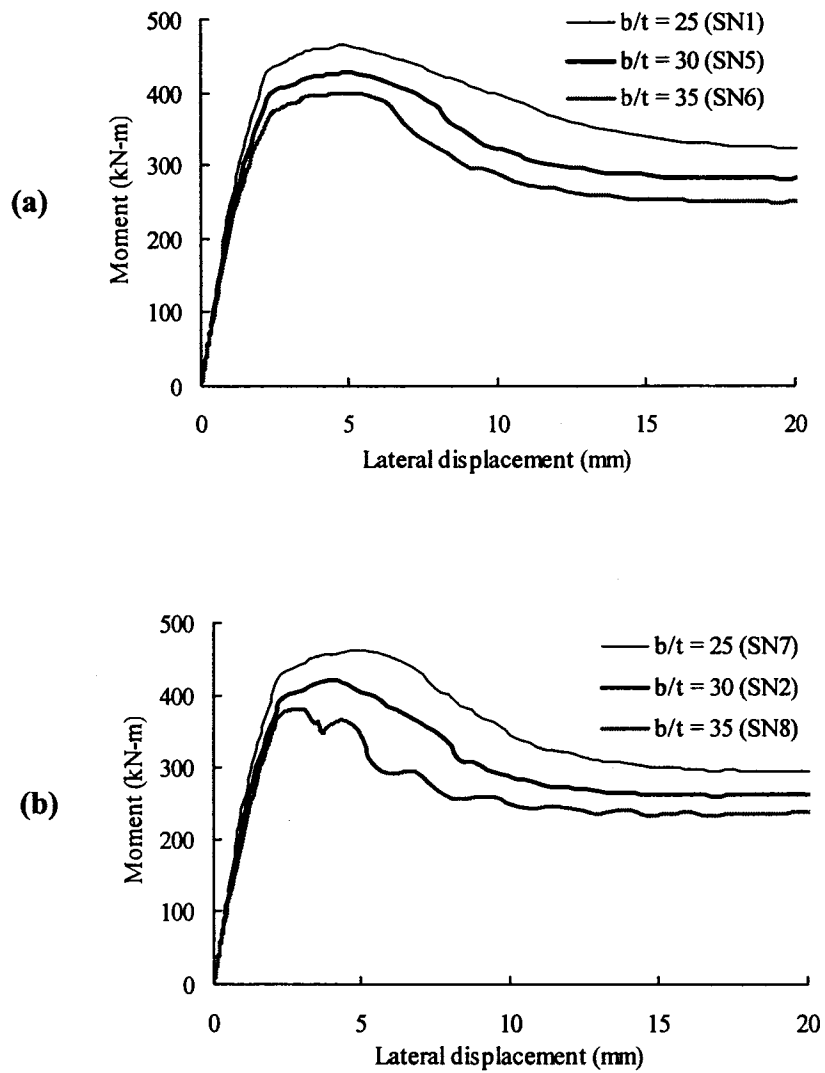 (a)
Moment (kN-m)
500
400
300
200
100
0
b/t = 25 (SN1)
b/t = 30 (SN5)
b/t = 35 (SN6)
0 5 10 15 20
Lateral displacement (mm)
(b)
Moment (kN-m)
500
400
300
200
100
0
b/t = 25 (SN7)
b/t = 30 (SN2)
b/t = 35 (SN8)
0 5 10 15 20
Lateral displacement (mm)